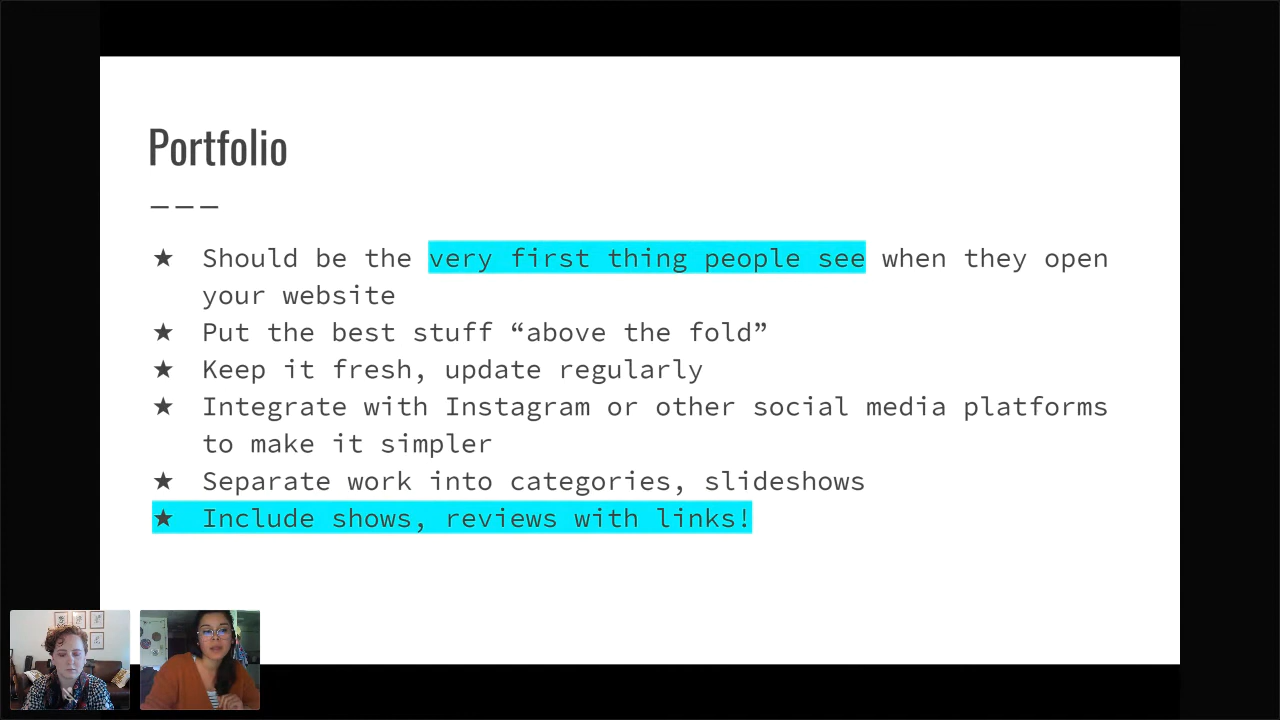 Portfolio
———
★ Should be the very first thing people see when they open
your website
★ Put the best stuff “above the fold”
★ Keep it fresh, update regularly
★ Integrate with Instagram or other social media platforms
to make it simpler
★ Separate work into categories, slideshows
★ Include shows, reviews with links!